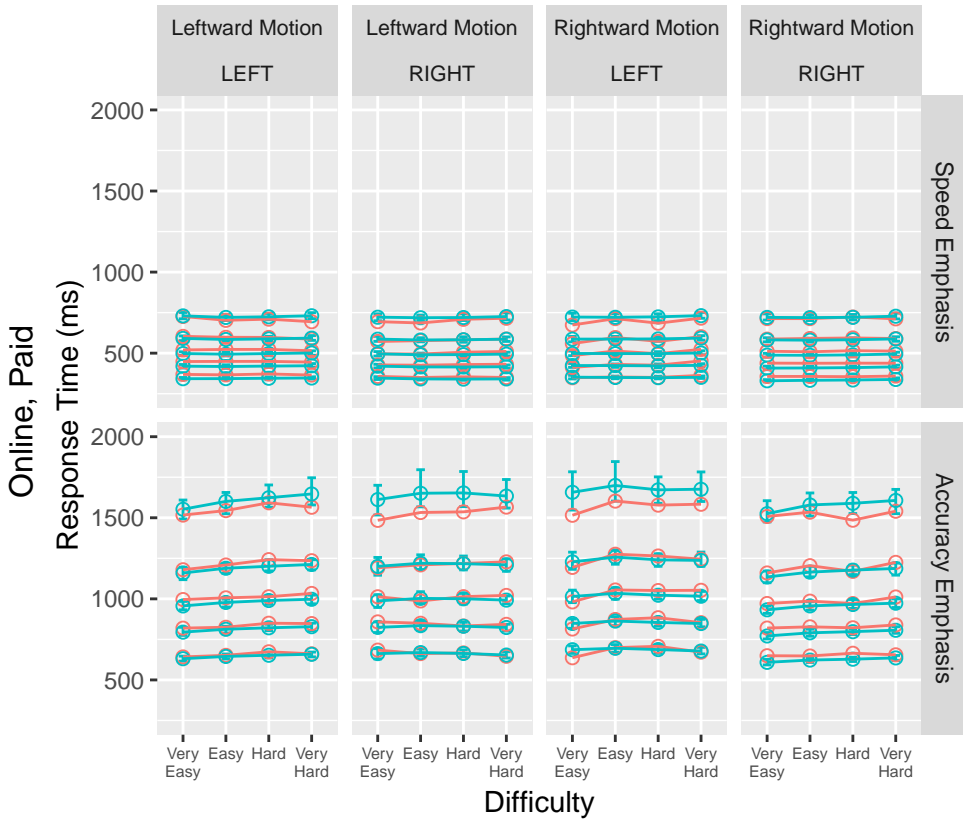 Leftward Motion
LEFT
Leftward Motion
RIGHT
Rightward Motion
LEFT
Rightward Motion
RIGHT
Online, Paid
Response Time (ms)
2000
1500
1000
500
Speed Emphasis
2000
1500
1000
500
Accuracy Emphasis
Very
Easy
Easy
Hard
Very
Hard
Very
Easy
Easy
Hard
Very
Hard
Very
Easy
Easy
Hard
Very
Hard
Very
Easy
Easy
Hard
Very
Hard
Difficulty